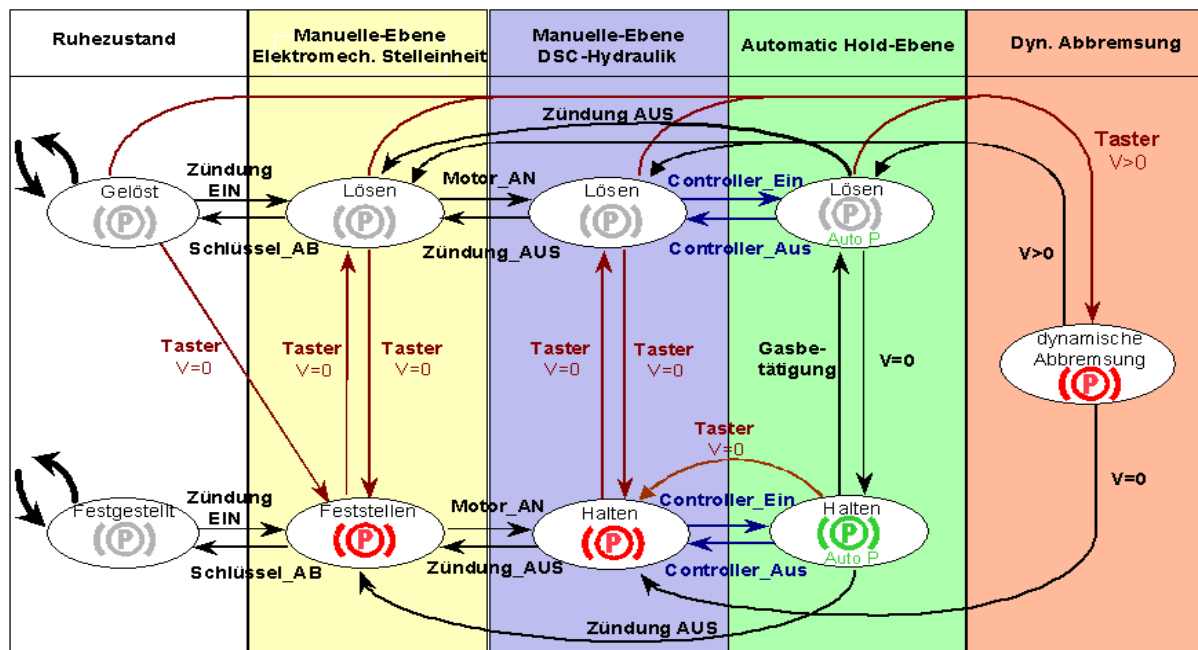 Ruhezustand
Manuelle-Ebene
Elektromech. Stelleinheit
Manuelle-Ebene
DSC-Hydraulik
Automatic Hold-Ebene
Dyn. Abbremsung
Zündung AUS
Taster
V>0
Zündung
EIN
Gelöst
(P)
Schlüssel_AB
Lösen
(P)
Motor_AN
Zündung_AUS
Lösen
(P)
Controller_Ein
Controller_Aus
Lösen
(P)
Auto P
V>0
Taster
V=0
Taster
V=0
Taster
V=0
Taster
V=0
Taster
V=0
Gasbe-
tätigung
V=0
dynamische
Abbremsung
(P)
Taster
V=0
V=0
Zündung
EIN
Festgestellt
(P)
Schlüssel_AB
Feststellen
(P)
Motor_AN
Zündung_AUS
Halten
(P)
Controller_Ein
Controller_Aus
Halten
(P)
Auto P
Zündung AUS